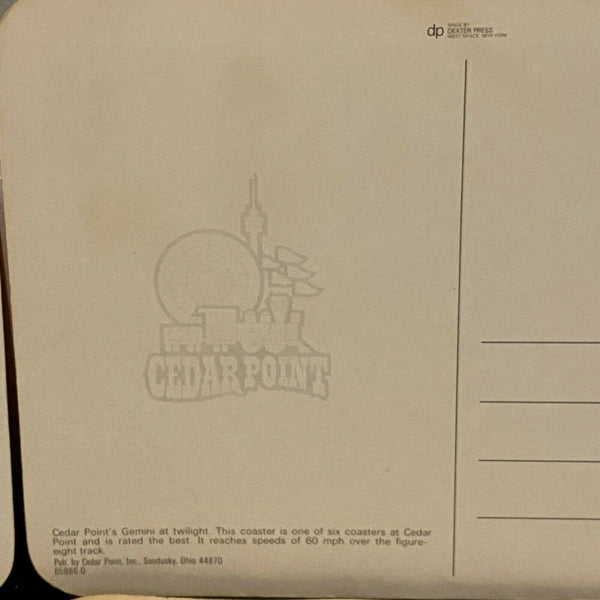 dp
MADE BY
DEXTER PRESS
WEST NYACK, NEW YORK
CEDAR POINT
Cedar Point's Gemini at twilight. This coaster is one of six coasters at Cedar
Point and is rated the best. It reaches speeds of 60 mph over the figure-
eight track.
Pub. by Cedar Point, Inc., Sandusky, Ohio 44870
65986-D